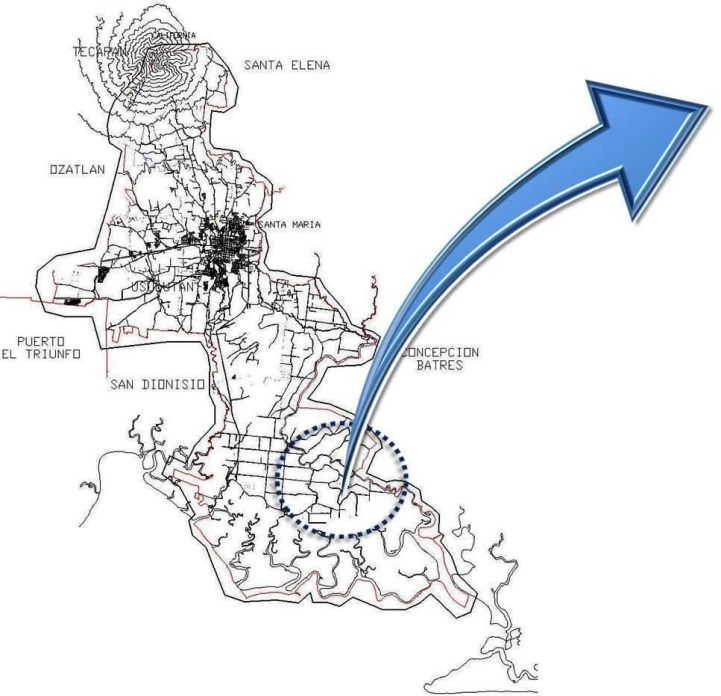 CALIFORNIA
TECAPAN
SANTA ELENA
OZATLAN
SANTA MARIA
USULUTAN
PUERTO
EL TRIUNFO
CONCEPCION
BATRES
SAN DIONISIO